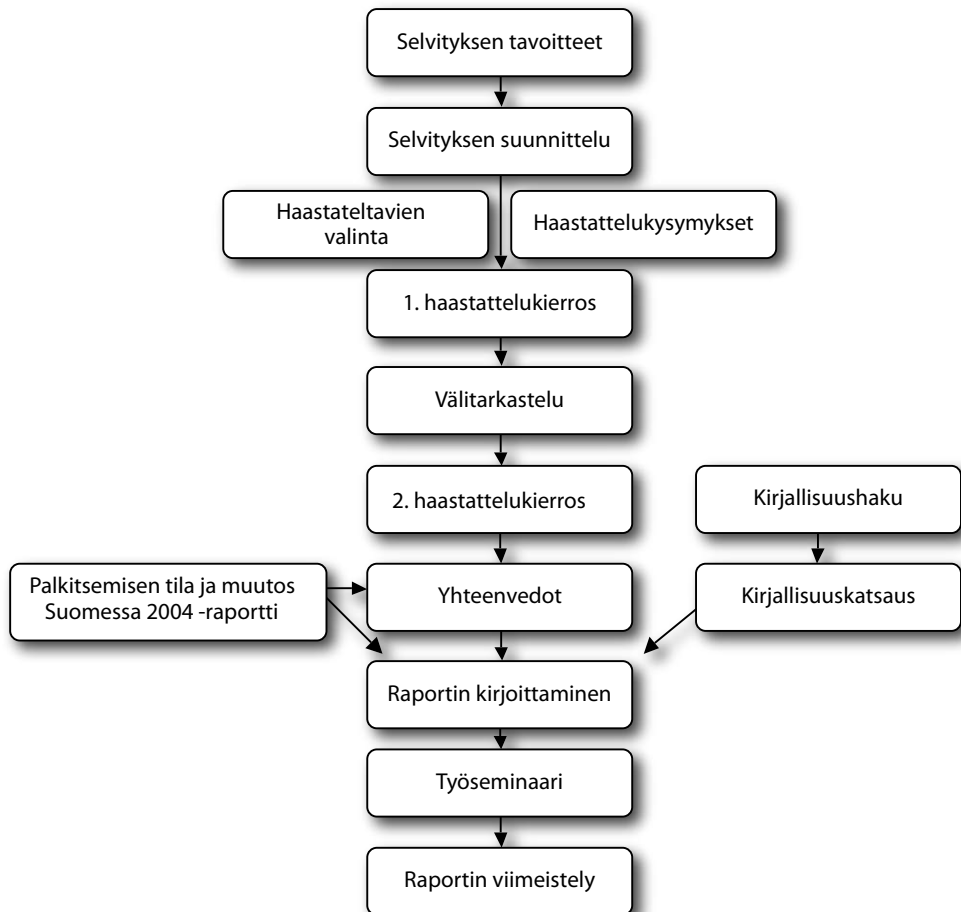 Selvityksen tavoitteet
Selvityksen suunnittelu
Haastateltavien
valinta
Haastattelukysymykset
1. haastattelukierros
Välitarkastelu
2. haastattelukierros
Kirjallisuushaku
Palkitsemisen tila ja muutos
Suomessa 2004 -raportti
Yhteenvedot
Kirjallisuuskatsaus
Raportin kirjoittaminen
Työseminaari
Raportin viimeistely